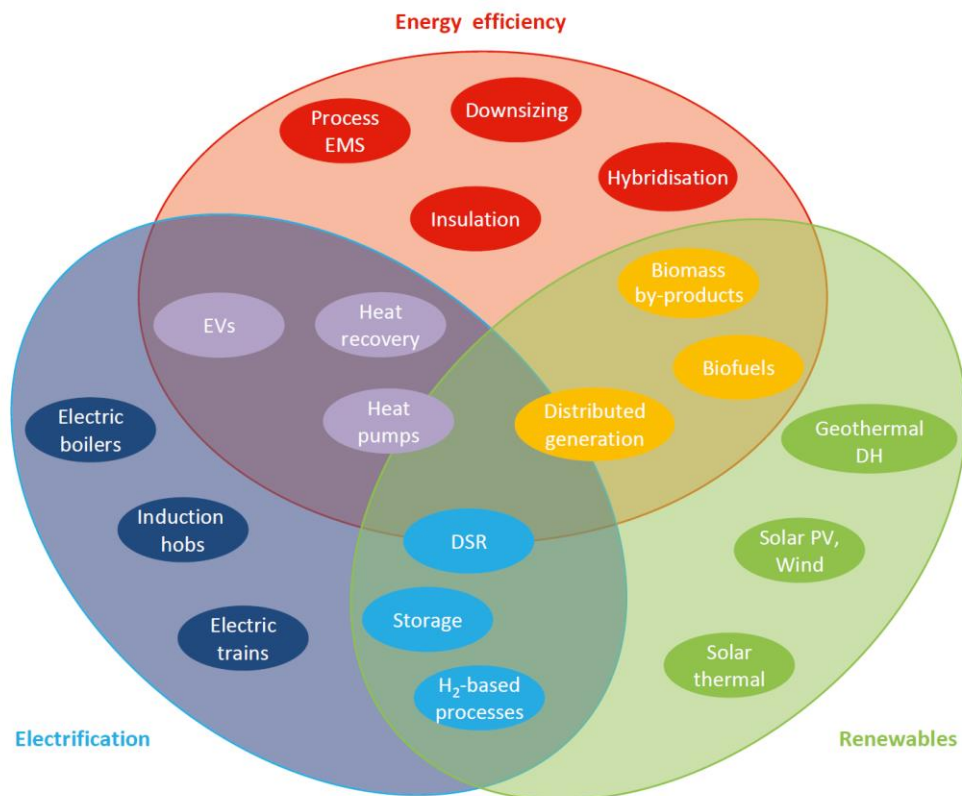 Energy efficiency
Process
EMS
Downsizing
Hybridisation
Insulation
Biomass
by-products
EVs
Heat
recovery
Biofuels
Heat
pumps
Distributed
generation
Electric
boilers
Geothermal
DH
Induction
hobs
DSR
Solar PV,
Wind
Storage
Electric
trains
Solar
thermal
H₂-based
processes
Electrification
Renewables